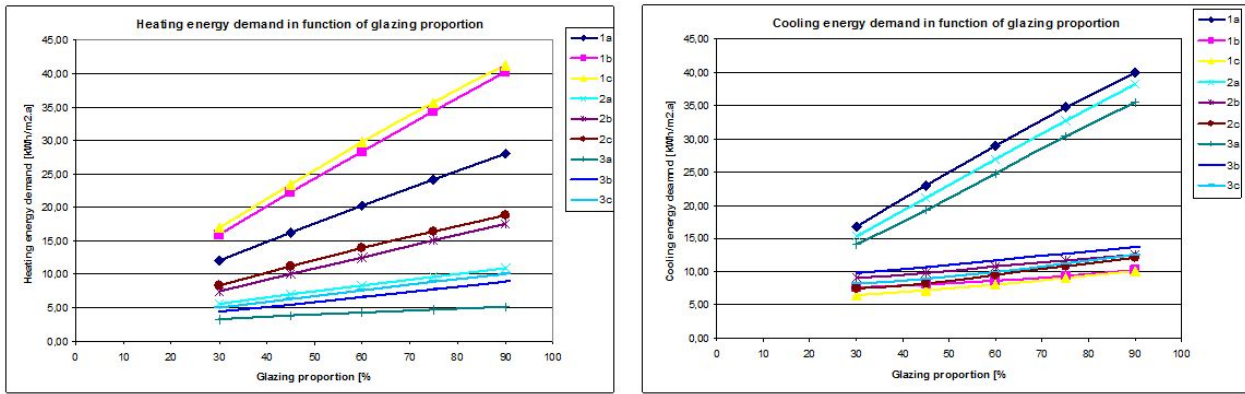 Heating energy demand in function of glazing proportion
Heating energy demand [kWh/m2.a]
45,00
40,00
35,00
30,00
25,00
20,00
15,00
10,00
5,00
0,00
0 10 20 30 40 50 60 70 80 90 100
Glazing proportion [%
1a
1b
1c
2a
2b
2c
3a
3b
3c
Cooling energy demand in function of glazing proportion
Cooling energy deamnd [kWh/m2.a]
45,00
40,00
35,00
30,00
25,00
20,00
15,00
10,00
5,00
0,00
0 10 20 30 40 50 60 70 80 90 100
Glazing proportion [%
1a
1b
1c
2a
2b
2c
3a
3b
3c